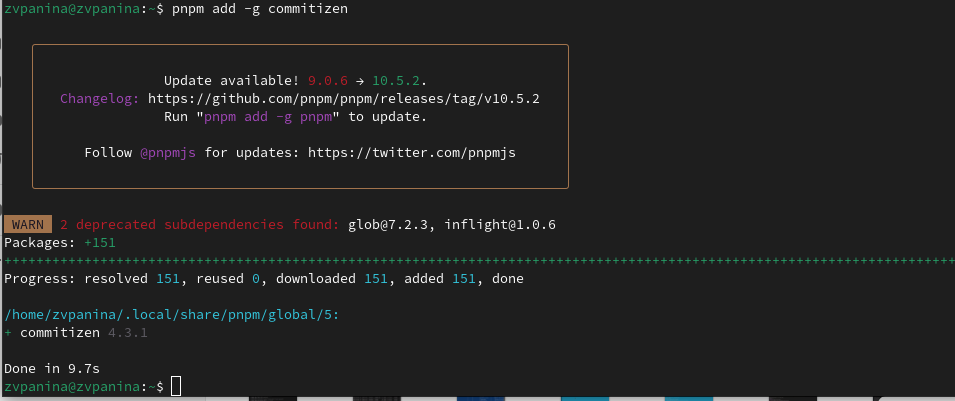 zvpanina@zvpanina:~$ pnpm add -g commitizen
Update available! 9.0.6 → 10.5.2.
Changelog: https://github.com/pnpm/pnpm/releases/tag/v10.5.2
Run "pnpm add -g pnpm" to update.
Follow @pnpmjs for updates: https://twitter.com/pnpmjs
WARN 2 deprecated subdependencies found: glob@7.2.3, inflight@1.0.6
Packages: +151
+++++++++++++++++++++++++++++++++++++++++++++++++++++++++++++++++++++++++++++++++++++++++++++++++++++++++++++++++++++++
Progress: resolved 151, reused 0, downloaded 151, added 151, done
/home/zvpanina/.local/share/pnpm/global/5:
+ commitizen 4.3.1
Done in 9.7s
zvpanina@zvpanina:~$